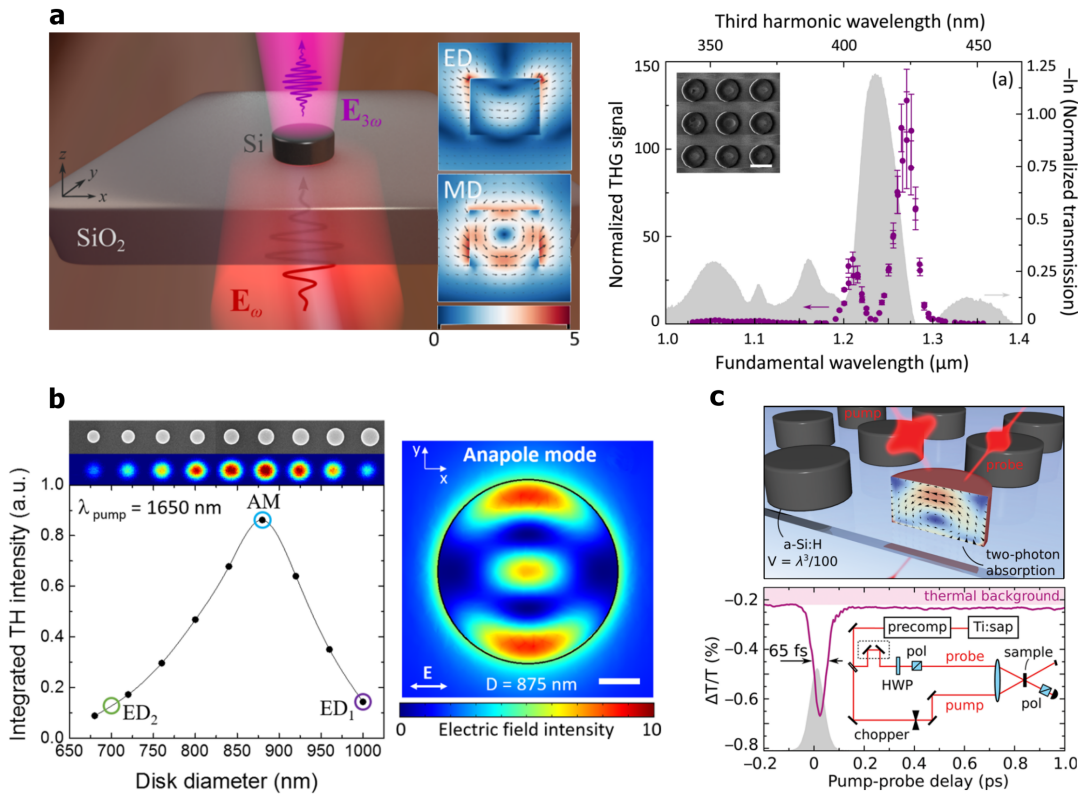 a
E3ω
Si
z
y
x
SiO2
Eω
ED
MD
0
5
Third harmonic wavelength (nm)
350
400
450
Normalized THG signal
150
125
100
75
50
25
0
(a)
1.25
1.00
0.75
0.5
0.25
0
–ln (Normalized transmission)
1.0
1.1
1.2
1.3
1.4
Fundamental wavelength (μm)
b
Integrated TH intensity (a.u.)
1.0
0.8
0.6
0.4
0.2
0.0
λ pump = 1650 nm
AM
ED2
ED1
650
700
750
800
850
900
950
1000
Disk diameter (nm)
y
x
Anapole mode
E
D = 875 nm
0
Electric field intensity
10
c
pump
probe
a-Si:H
V = λ³/100
two-photon
absorption
thermal background
ΔT/T (%)
−0.2
−0.4
−0.6
−0.8
65 fs
precomp
Ti:sap
pol
HWP
probe
sample
pump
pol
chopper
−0.2
0
0.2
0.4
0.6
0.8
1.0
Pump-probe delay (ps)